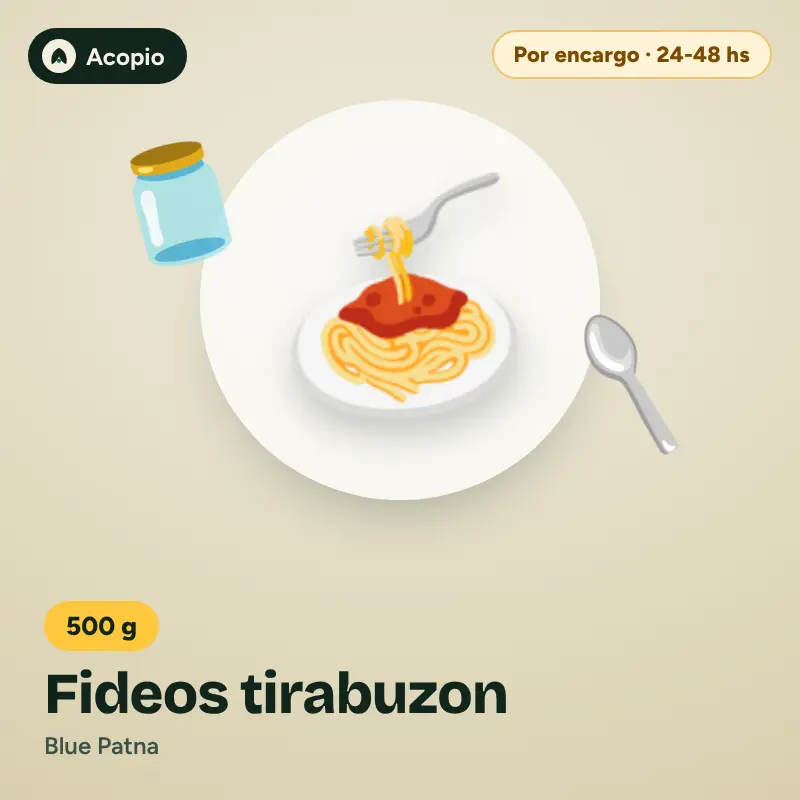 Acopio
Por encargo · 24-48 hs
500 g
Fideos tirabuzon
Blue Patna